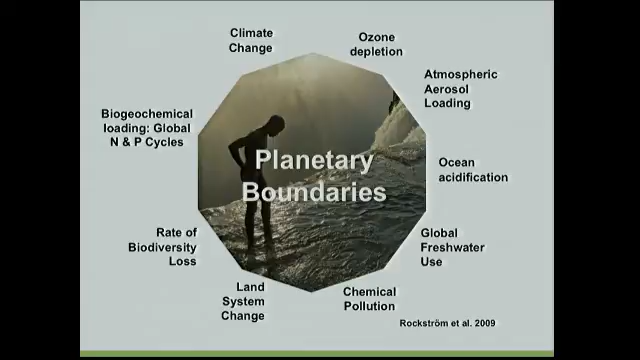 Climate
Change
Ozone
depletion
Atmospheric
Aerosol
Loading
Biogeochemical
loading: Global
N & P Cycles
Planetary
Boundaries
Ocean
acidification
Rate of
Biodiversity
Loss
Global
Freshwater
Use
Land
System
Change
Chemical
Pollution
Rockström et al. 2009